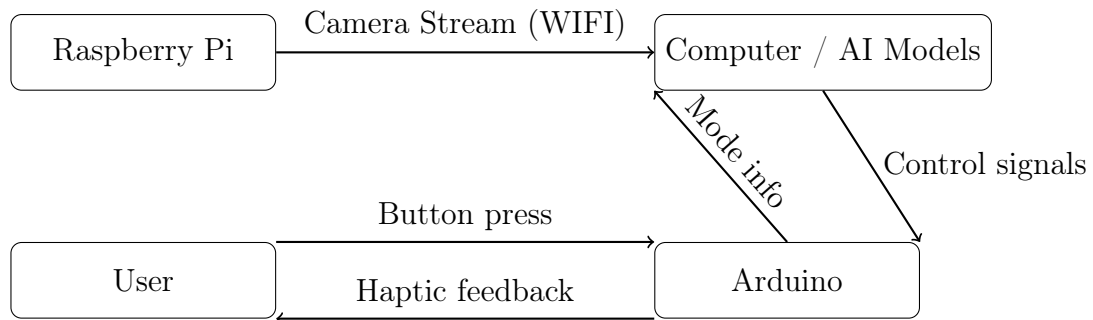 Camera Stream (WIFI)
Raspberry Pi
Computer / AI Models
Mode info
Control signals
Button press
User
Arduino
Haptic feedback